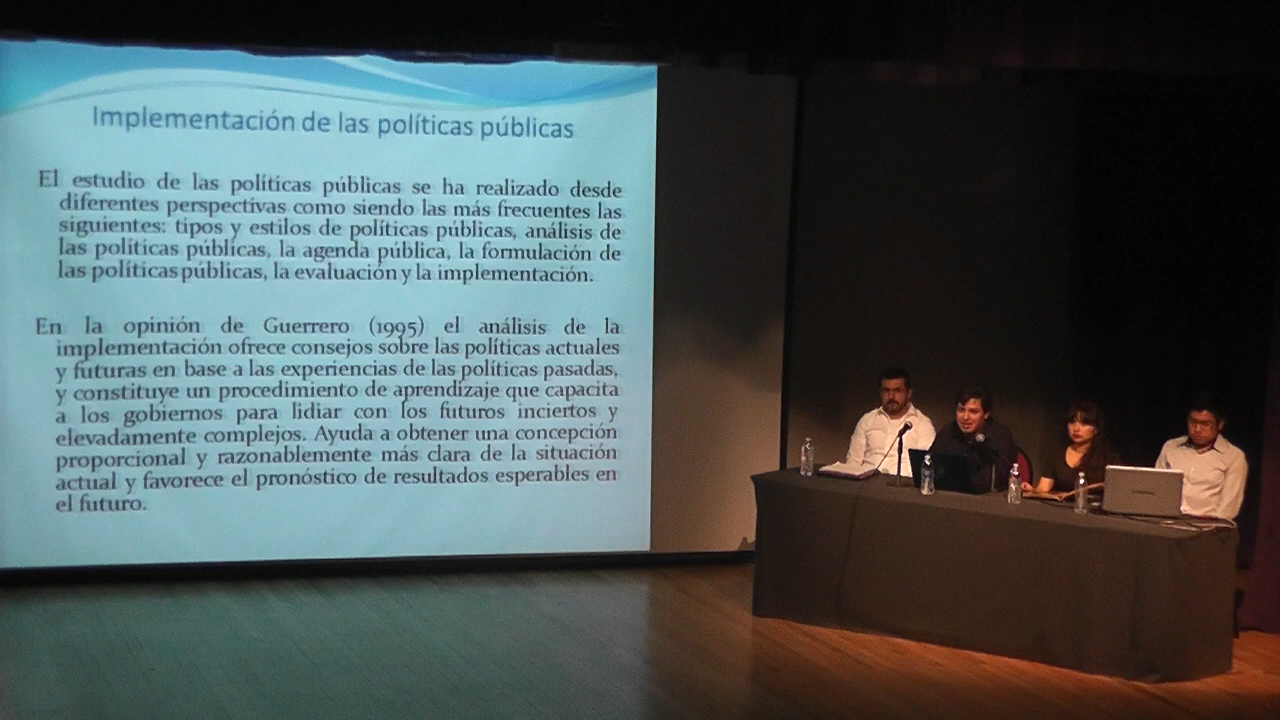 Implementación de las políticas públicas
El estudio de las políticas públicas se ha realizado desde
diferentes perspectivas como siendo las más frecuentes las
siguientes: tipos y estilos de políticas públicas, análisis de
las políticas públicas, la agenda pública, la formulación de
las políticas públicas, la evaluación y la implementación.
En la opinión de Guerrero (1995) el análisis de la
implementación ofrece consejos sobre las políticas actuales
y futuras en base a las experiencias de las políticas pasadas,
y constituye un procedimiento de aprendizaje que capacita
a los gobiernos para lidiar con los futuros inciertos y
elevadamente complejos. Ayuda a obtener una concepción
proporcional y razonablemente más clara de la situación
actual y favorece el pronóstico de resultados esperables en
el futuro.